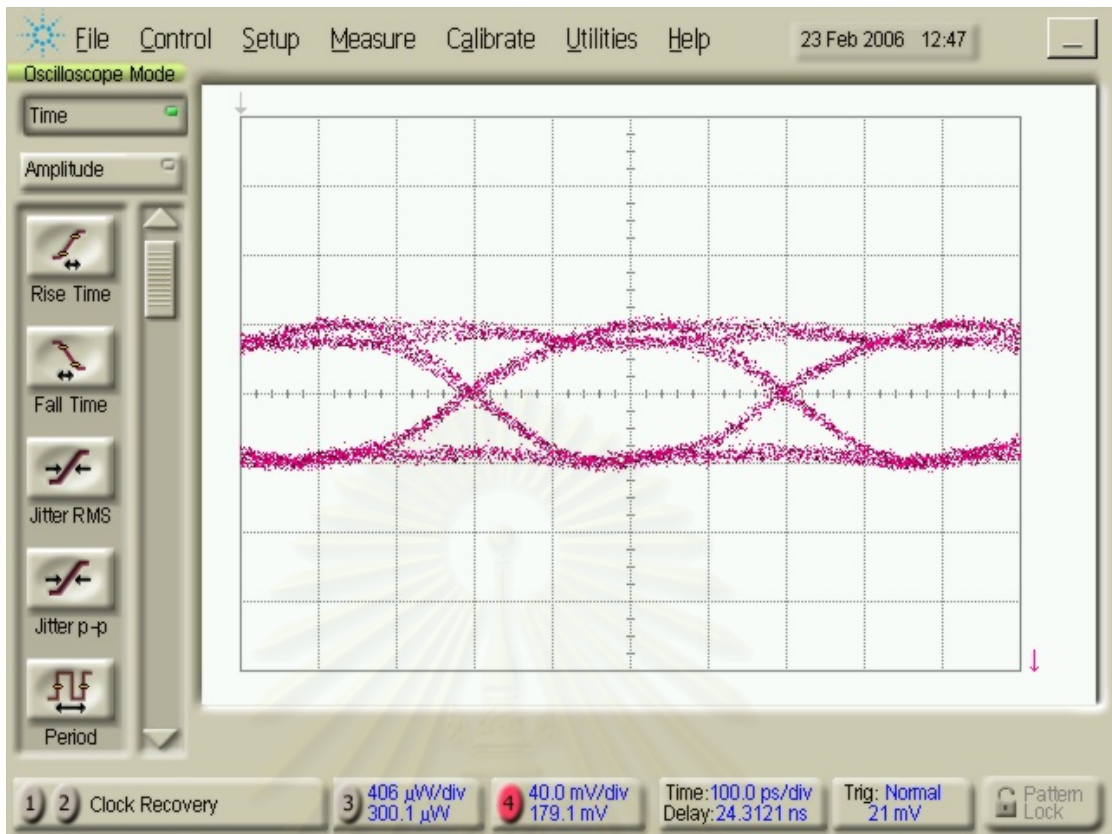 File Control Setup Measure Calibrate Utilities Help 23 Feb 2006 12:47
Oscilloscope Mode
Time
Amplitude
Rise Time
Fall Time
Jitter RMS
Jitter p-p
Period
1 2 Clock Recovery
3 406 µW/div
300.1 µW
4 40.0 mV/div
179.1 mV
Time:100.0 ps/div
Delay:24.3121 ns
Trig: Normal
21 mV
Pattern
Lock